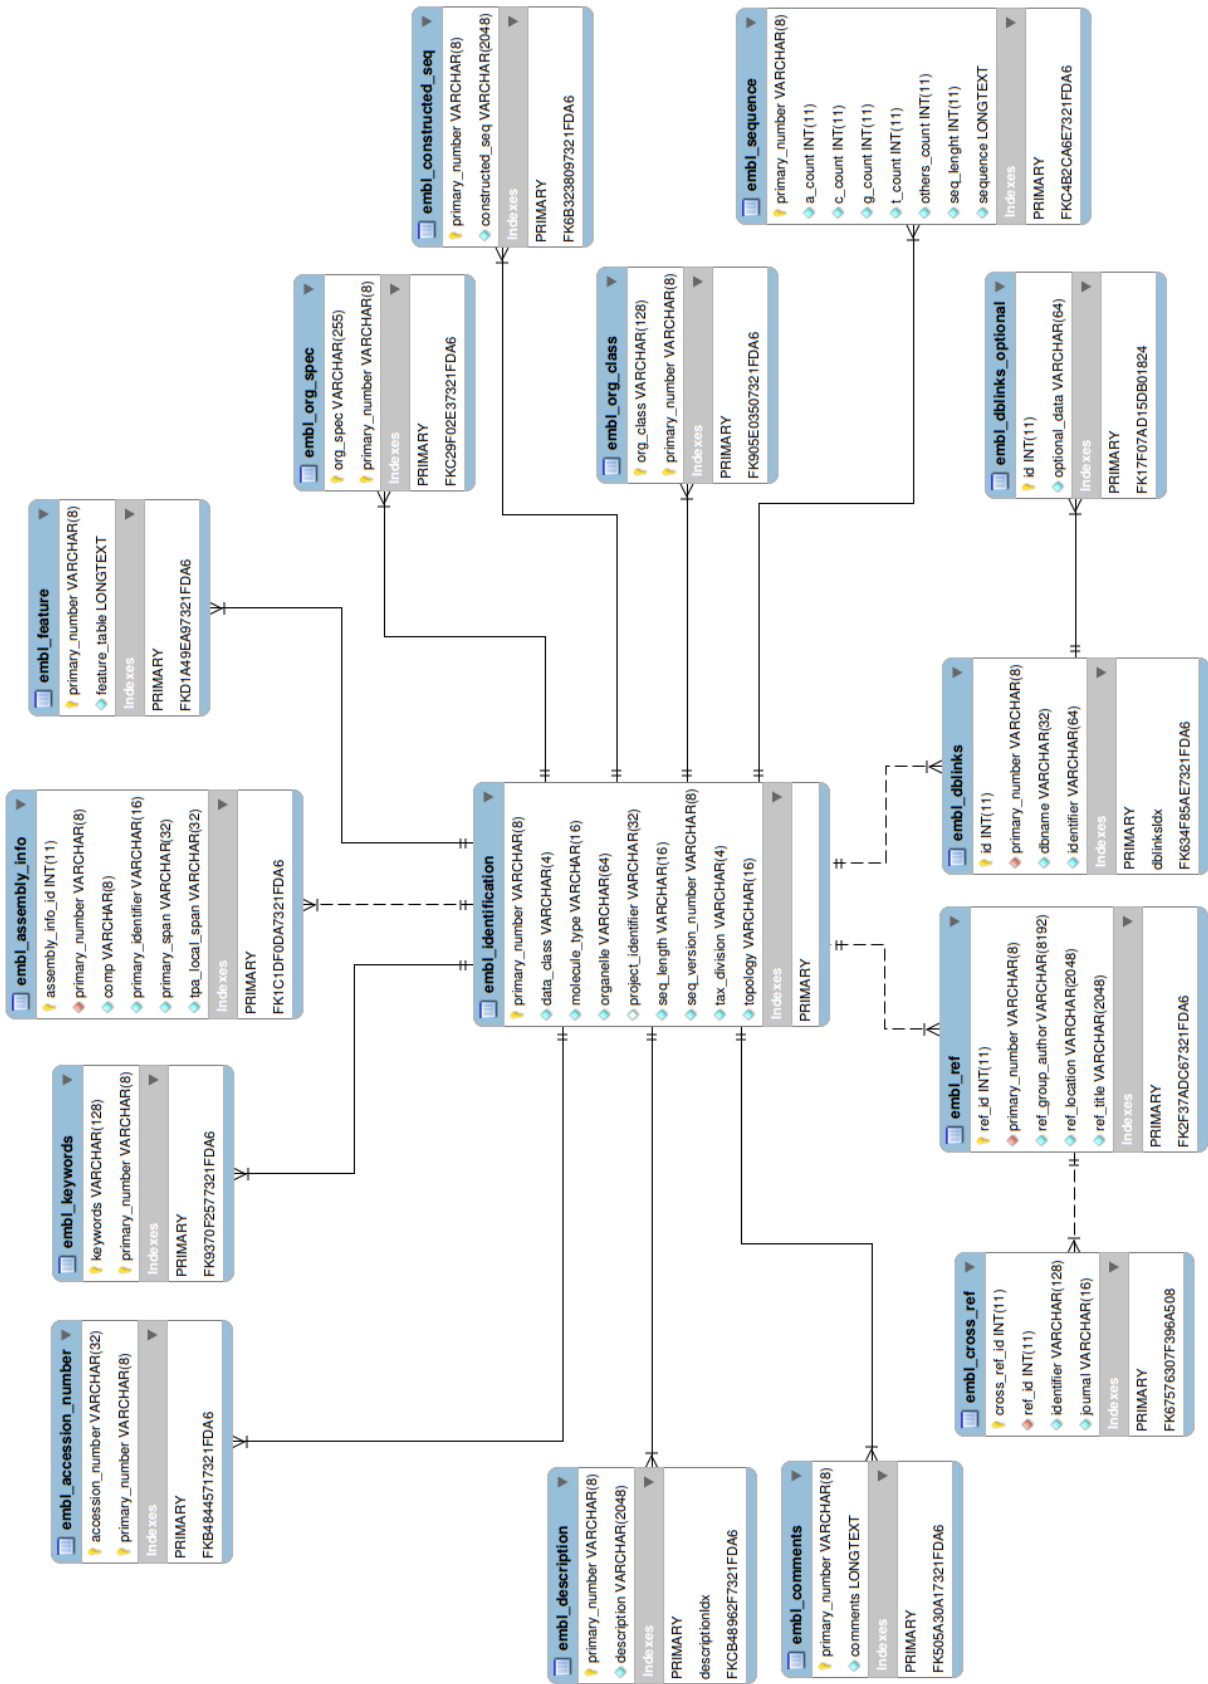 embl_accession_number
accession_number VARCHAR(32)
primary_number VARCHAR(8)
Indexes
PRIMARY
FKB48445717321FDA6
embl_keywords
keywords VARCHAR(128)
primary_number VARCHAR(8)
Indexes
PRIMARY
FK9370F2577321FDA6
embl_assembly_info
assembly_info_id INT(11)
primary_number VARCHAR(8)
comp VARCHAR(8)
primary_identifier VARCHAR(16)
primary_span VARCHAR(32)
tpa_local_span VARCHAR(32)
Indexes
PRIMARY
FK1C1DF0DA7321FDA6
embl_feature
primary_number VARCHAR(8)
feature_table LONGTEXT
Indexes
PRIMARY
FKD1A49EA97321FDA6
embl_org_spec
org_spec VARCHAR(255)
primary_number VARCHAR(8)
Indexes
PRIMARY
FKC29F02E37321FDA6
embl_constructed_seq
primary_number VARCHAR(8)
constructed_seq VARCHAR(2048)
Indexes
PRIMARY
FK6B3238097321FDA6
embl_description
primary_number VARCHAR(8)
description VARCHAR(2048)
Indexes
PRIMARY
descriptionIdx
FKCB48962F7321FDA6
embl_identification
primary_number VARCHAR(8)
data_class VARCHAR(4)
molecule_type VARCHAR(16)
organelle VARCHAR(64)
project_identifier VARCHAR(32)
seq_length VARCHAR(16)
seq_version_number VARCHAR(8)
tax_division VARCHAR(4)
topology VARCHAR(16)
Indexes
PRIMARY
embl_org_class
org_class VARCHAR(128)
primary_number VARCHAR(8)
Indexes
PRIMARY
FK905E03507321FDA6
embl_sequence
primary_number VARCHAR(8)
a_count INT(11)
c_count INT(11)
g_count INT(11)
t_count INT(11)
others_count INT(11)
seq_lenght INT(11)
sequence LONGTEXT
Indexes
PRIMARY
FKC4B2CA6E7321FDA6
embl_comments
primary_number VARCHAR(8)
comments LONGTEXT
Indexes
PRIMARY
FK505A30A17321FDA6
embl_cross_ref
cross_ref_id INT(11)
ref_id INT(11)
identifier VARCHAR(128)
journal VARCHAR(16)
Indexes
PRIMARY
FK67576307F396A508
embl_ref
ref_id INT(11)
primary_number VARCHAR(8)
ref_group_author VARCHAR(8192)
ref_location VARCHAR(2048)
ref_title VARCHAR(2048)
Indexes
PRIMARY
FK2F37ADC67321FDA6
embl_dblinks
id INT(11)
primary_number VARCHAR(8)
dbname VARCHAR(32)
identifier VARCHAR(64)
Indexes
PRIMARY
dblinksIdx
FK634F85AE7321FDA6
embl_dblinks_optional
id INT(11)
optional_data VARCHAR(64)
Indexes
PRIMARY
FK17F07AD15DB01824